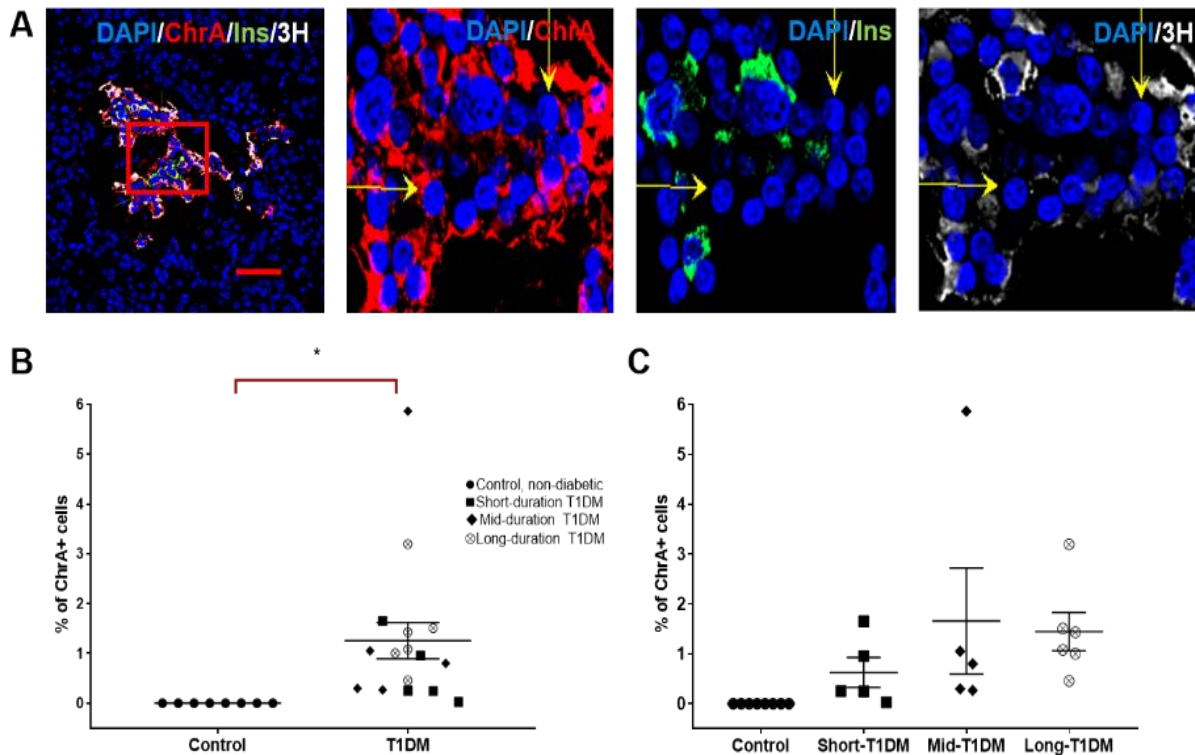 A
DAPI/ChrA/Ins/3H
DAPI/ChrA
DAPI/Ins
DAPI/3H
B
*
% of ChrA+ cells
6
5
4
3
2
1
0
Control
T1DM
Control, non-diabetic
Short-duration T1DM
Mid-duration T1DM
Long-duration T1DM
C
% of ChrA+ cells
6
5
4
3
2
1
0
Control
Short-T1DM
Mid-T1DM
Long-T1DM